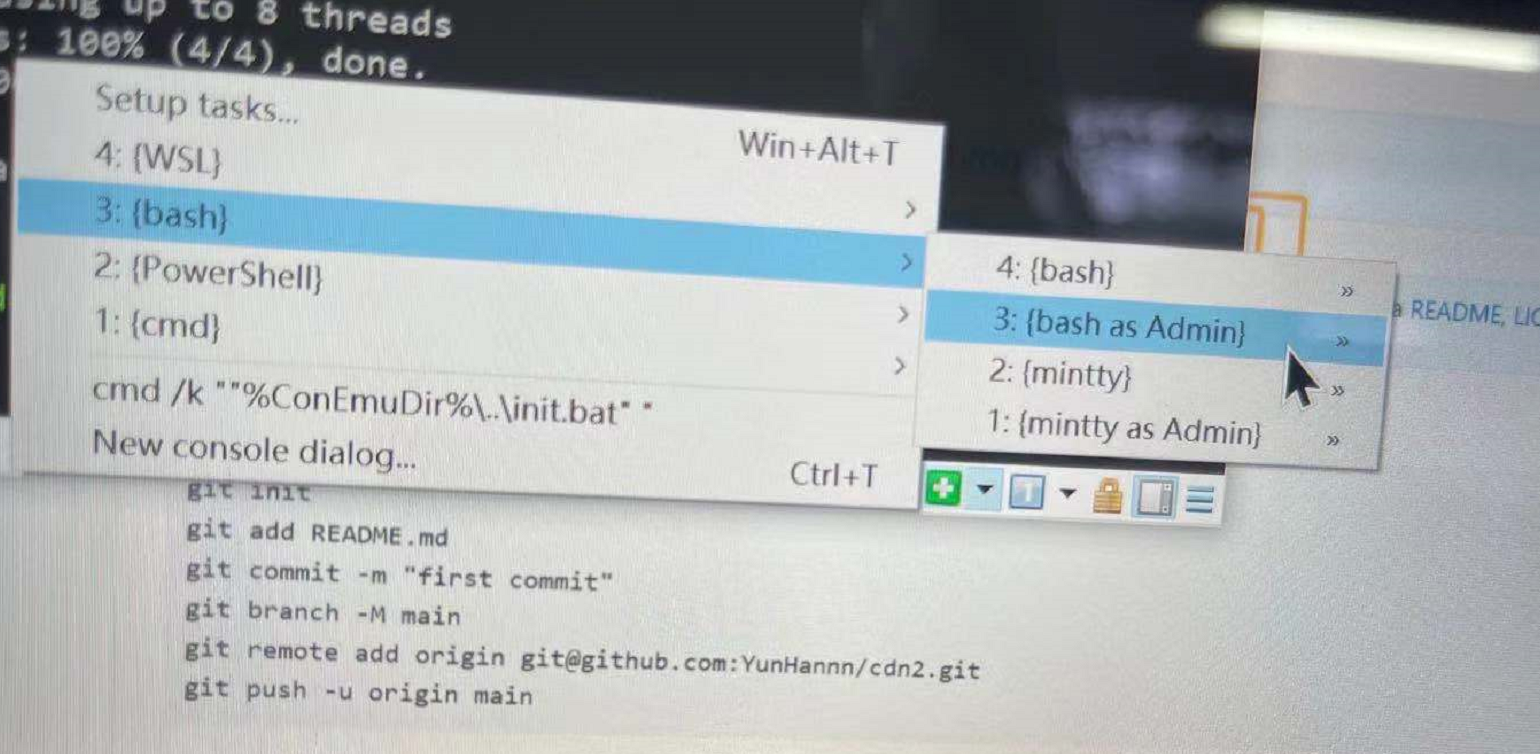 up to 8 threads
100% (4/4), done.
Setup tasks...
Win+Alt+T
4: {WSL}
3: {bash}
2: {PowerShell}
1: {cmd}
cmd /k ""%ConEmuDir%\..\init.bat" "
New console dialog...
Ctrl+T
4: {bash}
»
3: {bash as Admin}
»
2: {mintty}
»
1: {mintty as Admin}
»
README, LIC
git init
git add README.md
git commit -m "first commit"
git branch -M main
git remote add origin git@github.com:YunHannn/cdn2.git
git push -u origin main